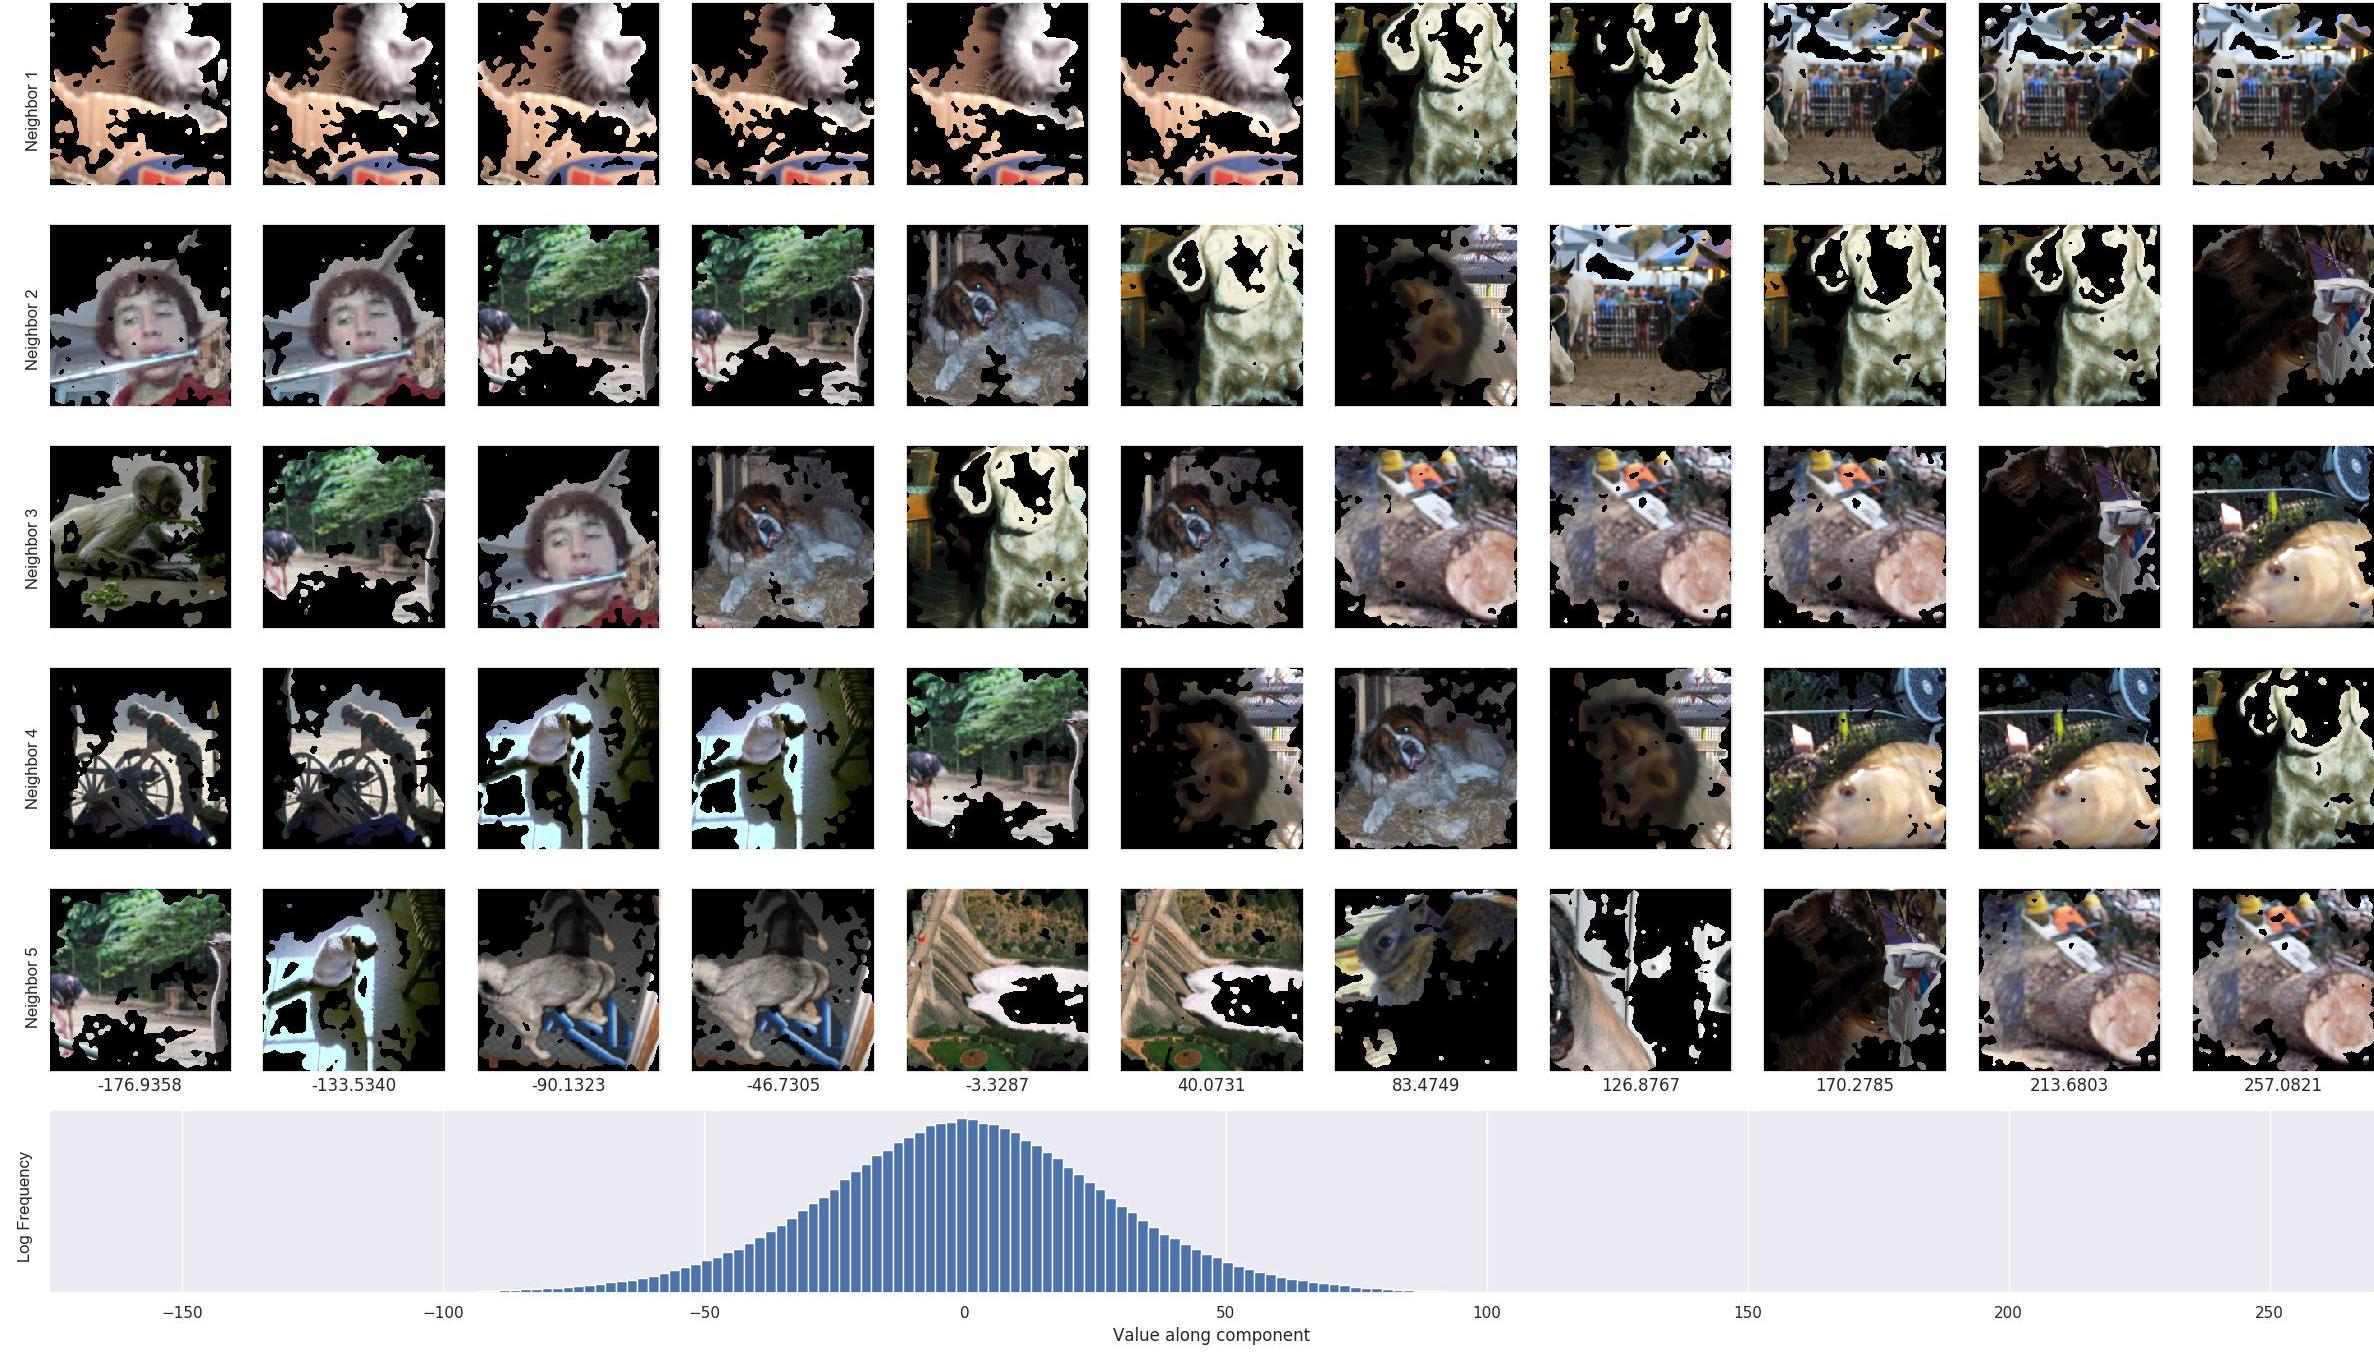 Neighbor 1
Neighbor 2
Neighbor 3
Neighbor 4
Neighbor 5
-176.9358 -133.5340 -90.1323 -46.7305 -3.3287 40.0731 83.4749 126.8767 170.2785 213.6803 257.0821
Log Frequency
−150 −100 −50 0 50 100 150 200 250
Value along component